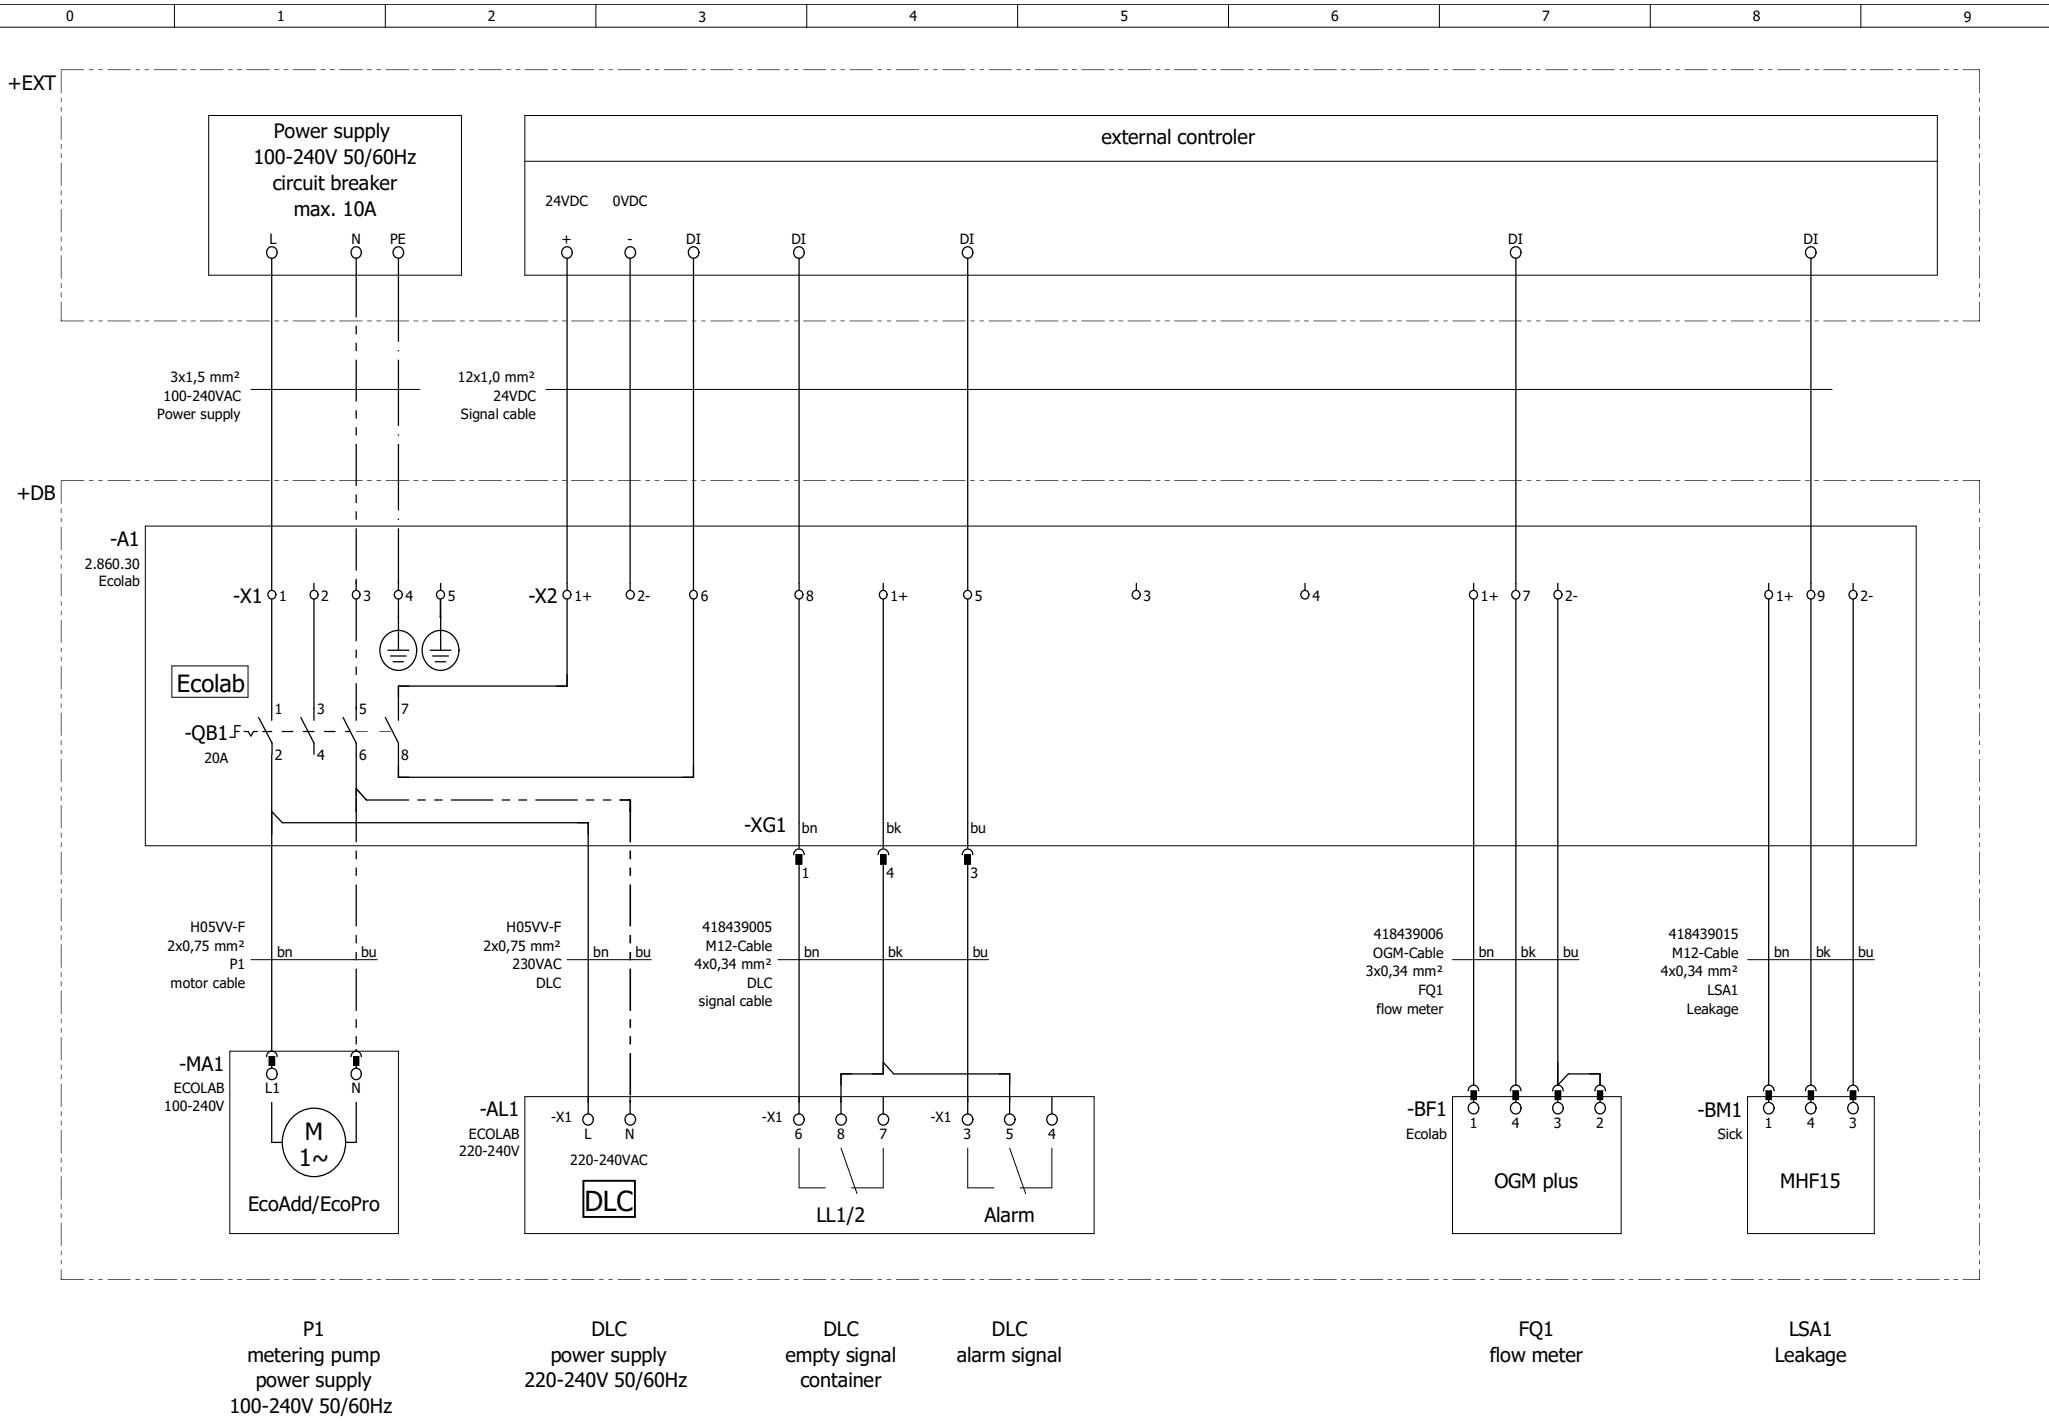 0 1 2 3 4 5 6 7 8 9
+EXT
Power supply
100-240V 50/60Hz
circuit breaker
max. 10A
L N PE
external controler
24VDC 0VDC
+ - DI DI DI DI DI
3x1,5 mm²
100-240VAC
Power supply
12x1,0 mm²
24VDC
Signal cable
+DB
-A1
2.860.30
Ecolab
-X1 1 2 3 4 5
-X2 1+ 2- 6 8 1+ 5 3 4 1+ 7 2- 1+ 9 2-
Ecolab
1 3 5 7
-QB1
20A
2 4 6 8
-XG1 bn bk bu
1 4 3
H05VV-F
2x0,75 mm²
P1
motor cable
bn bu
H05VV-F
2x0,75 mm²
230VAC
DLC
bn bu
418439005
M12-Cable
4x0,34 mm²
DLC
signal cable
bn bk bu
418439006
OGM-Cable
3x0,34 mm²
FQ1
flow meter
bn bk bu
418439015
M12-Cable
4x0,34 mm²
LSA1
Leakage
bn bk bu
-MA1
ECOLAB
100-240V
L1 N
M
1~
EcoAdd/EcoPro
-AL1
ECOLAB
220-240V
-X1 L N
220-240VAC
DLC
-X1 6 8 7
LL1/2
-X1 3 5 4
Alarm
-BF1
Ecolab
1 4 3 2
OGM plus
-BM1
Sick
1 4 3
MHF15
P1
metering pump
power supply
100-240V 50/60Hz
DLC
power supply
220-240V 50/60Hz
DLC
empty signal
container
DLC
alarm signal
FQ1
flow meter
LSA1
Leakage